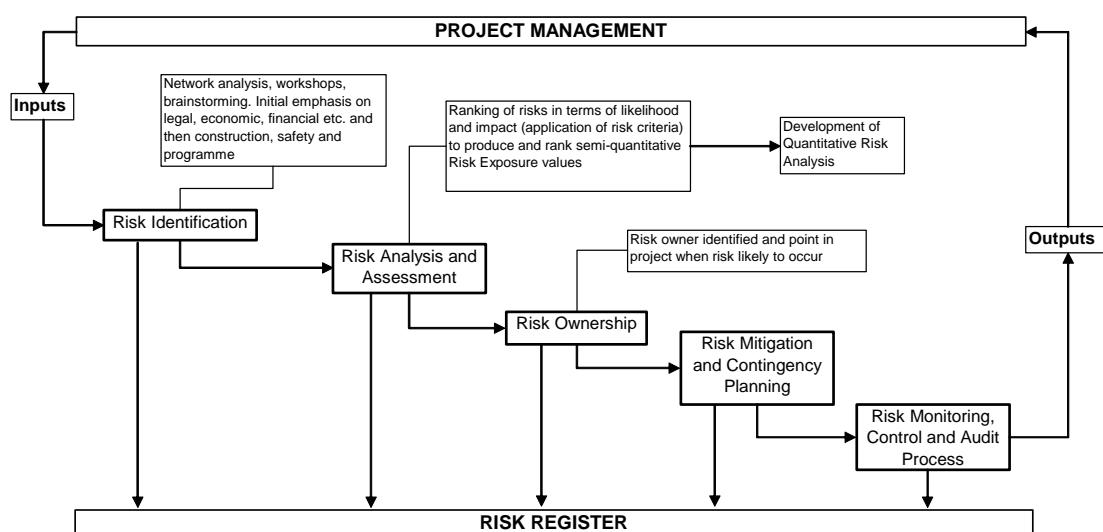 PROJECT MANAGEMENT
Inputs
Network analysis, workshops,
brainstorming. Initial emphasis on
legal, economic, financial etc. and
then construction, safety and
programme
Ranking of risks in terms of likelihood
and impact (application of risk criteria)
to produce and rank semi-quantitative
Risk Exposure values
Development of
Quantitative Risk
Analysis
Risk Identification
Risk Analysis and
Assessment
Risk owner identified and point in
project when risk likely to occur
Outputs
Risk Ownership
Risk Mitigation
and Contingency
Planning
Risk Monitoring,
Control and Audit
Process
RISK REGISTER